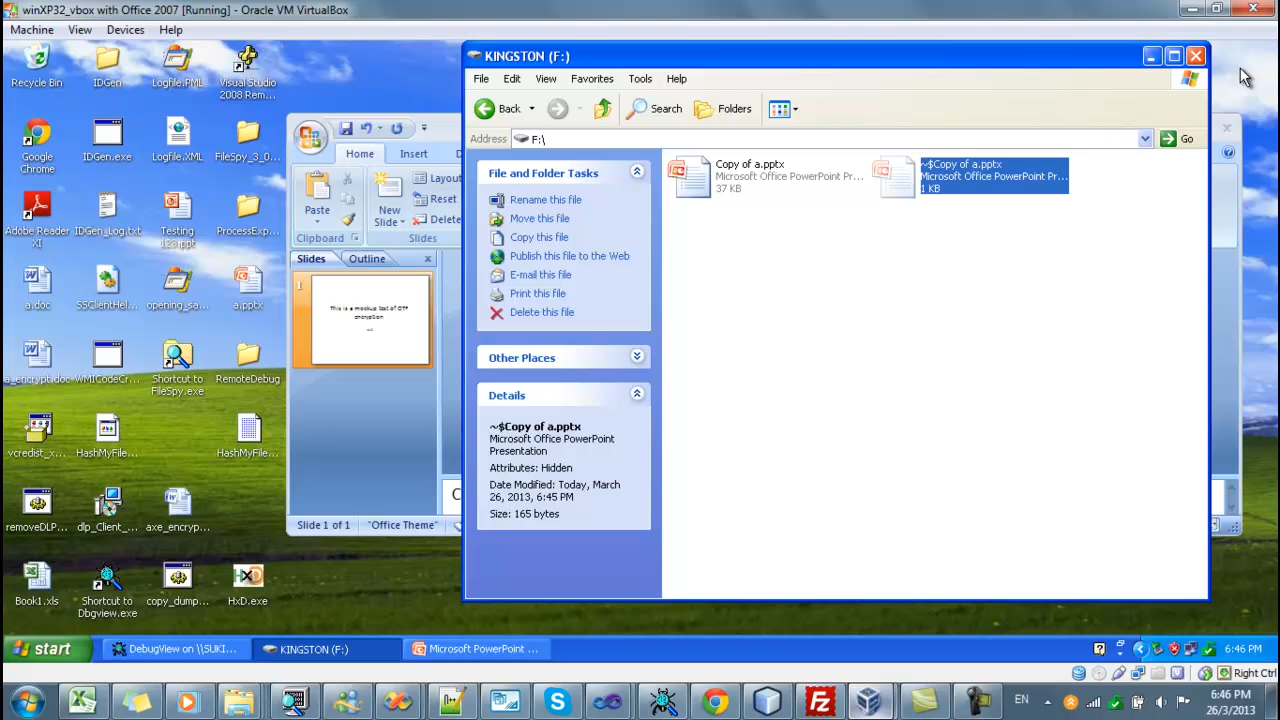 winXP32_vbox with Office 2007 [Running] - Oracle VM VirtualBox
Machine View Devices Help
Recycle Bin
IDGen
Logfile.PML
Visual Studio
2008 Rem...
Google
Chrome
IDGen.exe
Logfile.XML
FileSpy_3_0...
Adobe Reader
XI
IDGen_Log.txt
Testing
123.ppt
ProcessExp...
a.doc
SSClientHel...
opening_sa...
a.pptx
a_encrypt.doc
WMICodeCr...
Shortcut to
FileSpy.exe
RemoteDebug
vcredist_x...
HashMyFile...
HashMyFile...
removeDLP...
dlp_Client_...
axe_encryp...
Book1.xls
Shortcut to
Dbgview.exe
copy_dump...
HxD.exe
Home Insert
Paste
New
Slide
Layout
Reset
Delete
Clipboard
Slides
Slides Outline
1
This is a mockup test of OTF
encryption
Slide 1 of 1 "Office Theme"
KINGSTON (F:)
File Edit View Favorites Tools Help
Back Search Folders
Address F:\ Go
File and Folder Tasks
Rename this file
Move this file
Copy this file
Publish this file to the Web
E-mail this file
Print this file
Delete this file
Other Places
Details
~$Copy of a.pptx
Microsoft Office PowerPoint
Presentation
Attributes: Hidden
Date Modified: Today, March
26, 2013, 6:45 PM
Size: 165 bytes
Copy of a.pptx
Microsoft Office PowerPoint Pr...
37 KB
~$Copy of a.pptx
Microsoft Office PowerPoint Pr...
1 KB
start
DebugView on \\SUKI...
KINGSTON (F:)
Microsoft PowerPoint ...
6:46 PM
Right Ctrl
EN
6:46 PM
26/3/2013